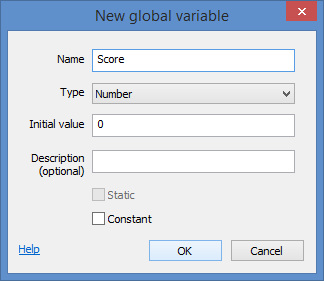 New global variable
Name Score
Type Number
Initial value 0
Description
(optional)
Static
Constant
Help OK Cancel